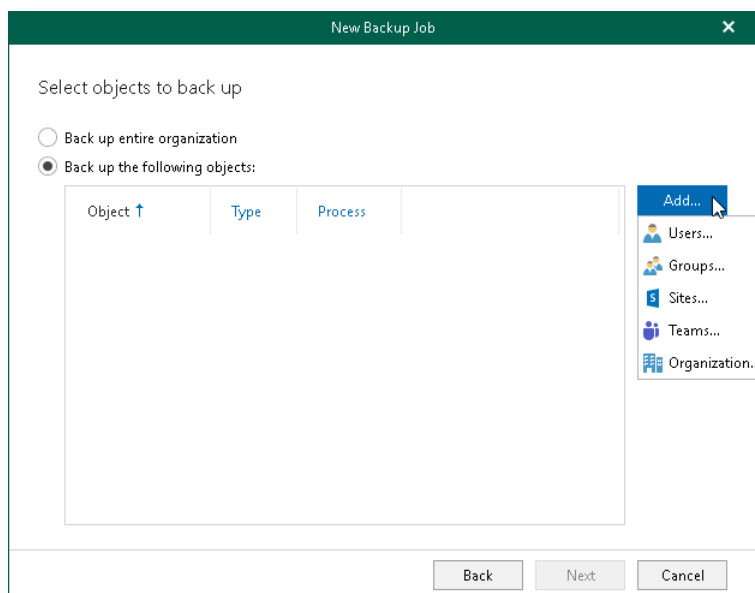 New Backup Job
Select objects to back up
Back up entire organization
Back up the following objects:
Object Type Process
Add...
Users...
Groups...
Sites...
Teams...
Organization..
Back Next Cancel